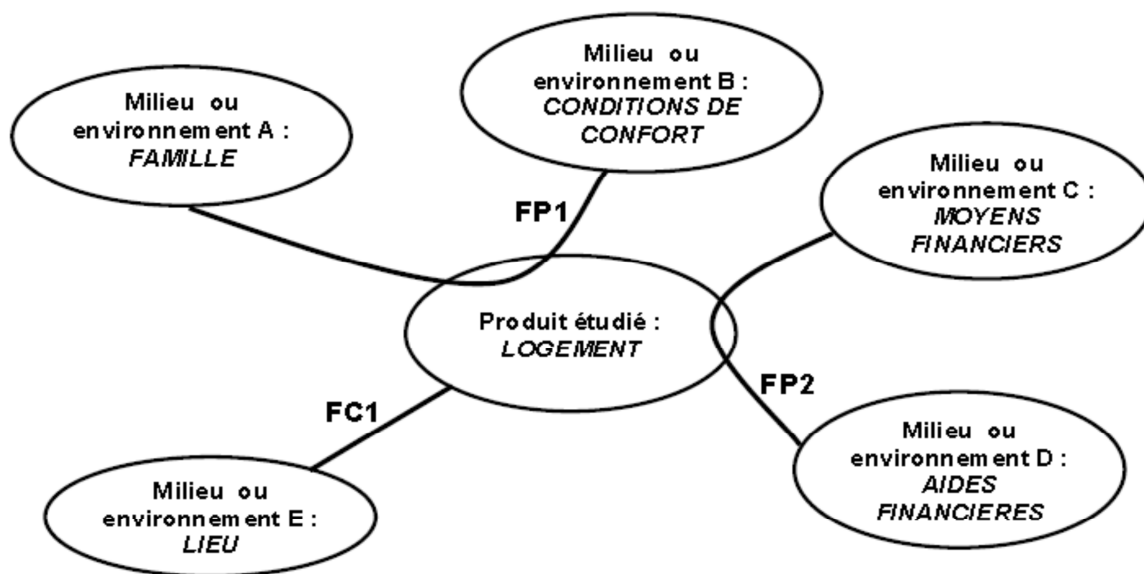 Milieu ou
environnement A :
FAMILLE
Milieu ou
environnement B :
CONDITIONS DE
CONFORT
Milieu ou
environnement C :
MOYENS
FINANCIERS
FP1
Produit étudié :
LOGEMENT
FP2
FC1
Milieu ou
environnement D :
AIDES
FINANCIERES
Milieu ou
environnement E :
LIEU